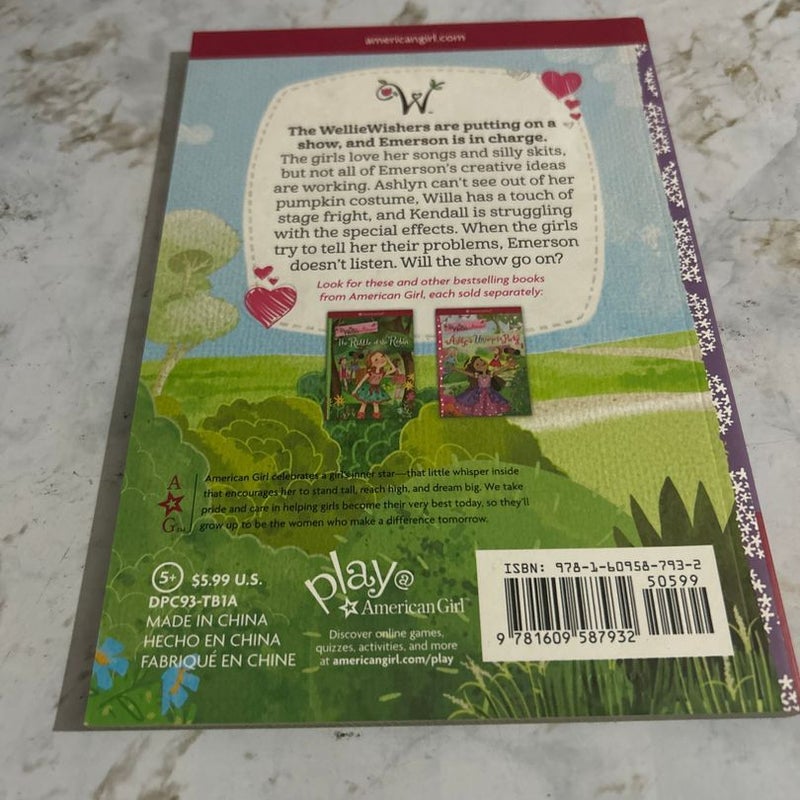 americangirl.com
W
The WellieWishers are putting on a
show, and Emerson is in charge.
The girls love her songs and silly skits,
but not all of Emerson's creative ideas
are working. Ashlyn can't see out of her
pumpkin costume, Willa has a touch of
stage fright, and Kendall is struggling
with the special effects. When the girls
try to tell her their problems, Emerson
doesn't listen. Will the show go on?
Look for these and other bestselling books
from American Girl, each sold separately:
The Riddle of the Robin
Ashlyn's Unsurprise Party
American Girl celebrates a girl's inner star—that little whisper inside
that encourages her to stand tall, reach high, and dream big. We take
pride and care in helping girls become their very best today, so they'll
grow up to be the women who make a difference tomorrow.
A
G
5+ $5.99 U.S.
DPC93-TB1A
MADE IN CHINA
HECHO EN CHINA
FABRIQUÉ EN CHINE
play@
American Girl
Discover online games,
quizzes, activities, and more
at americangirl.com/play
ISBN: 978-1-60958-793-2
50599
9 781609 587932